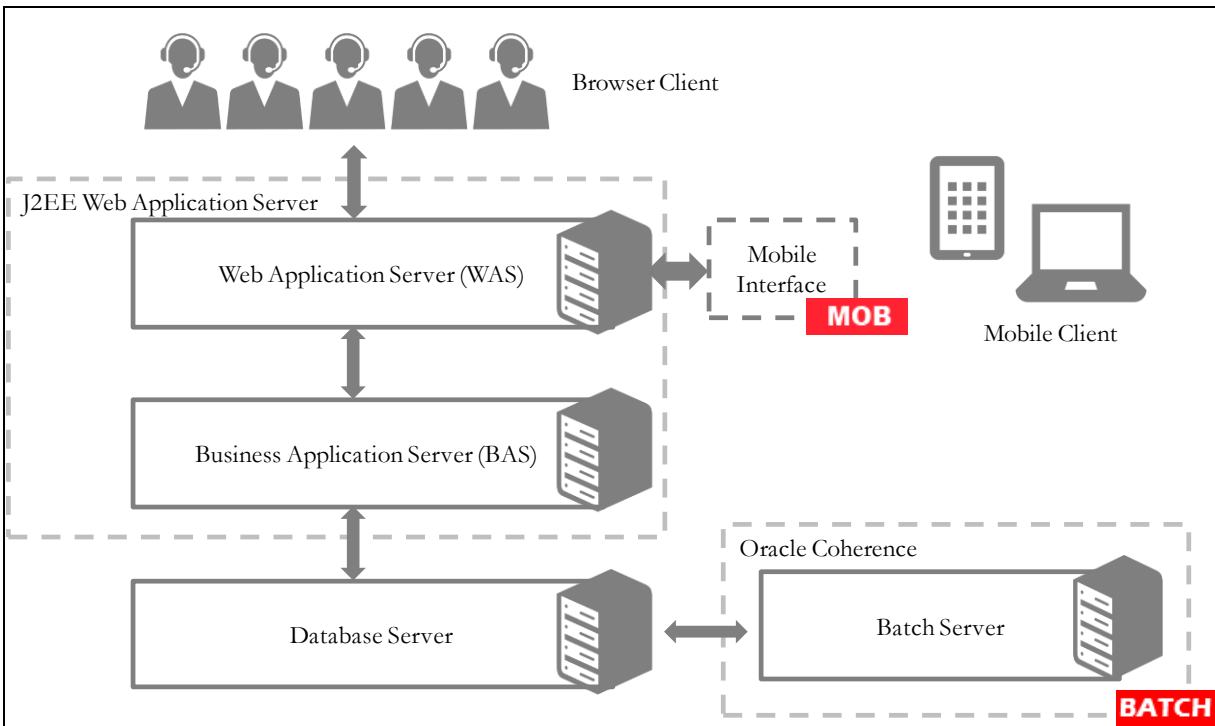 Browser Client
J2EE Web Application Server
Web Application Server (WAS)
Mobile
Interface
MOB
Mobile Client
Business Application Server (BAS)
Oracle Coherence
Database Server
Batch Server
BATCH